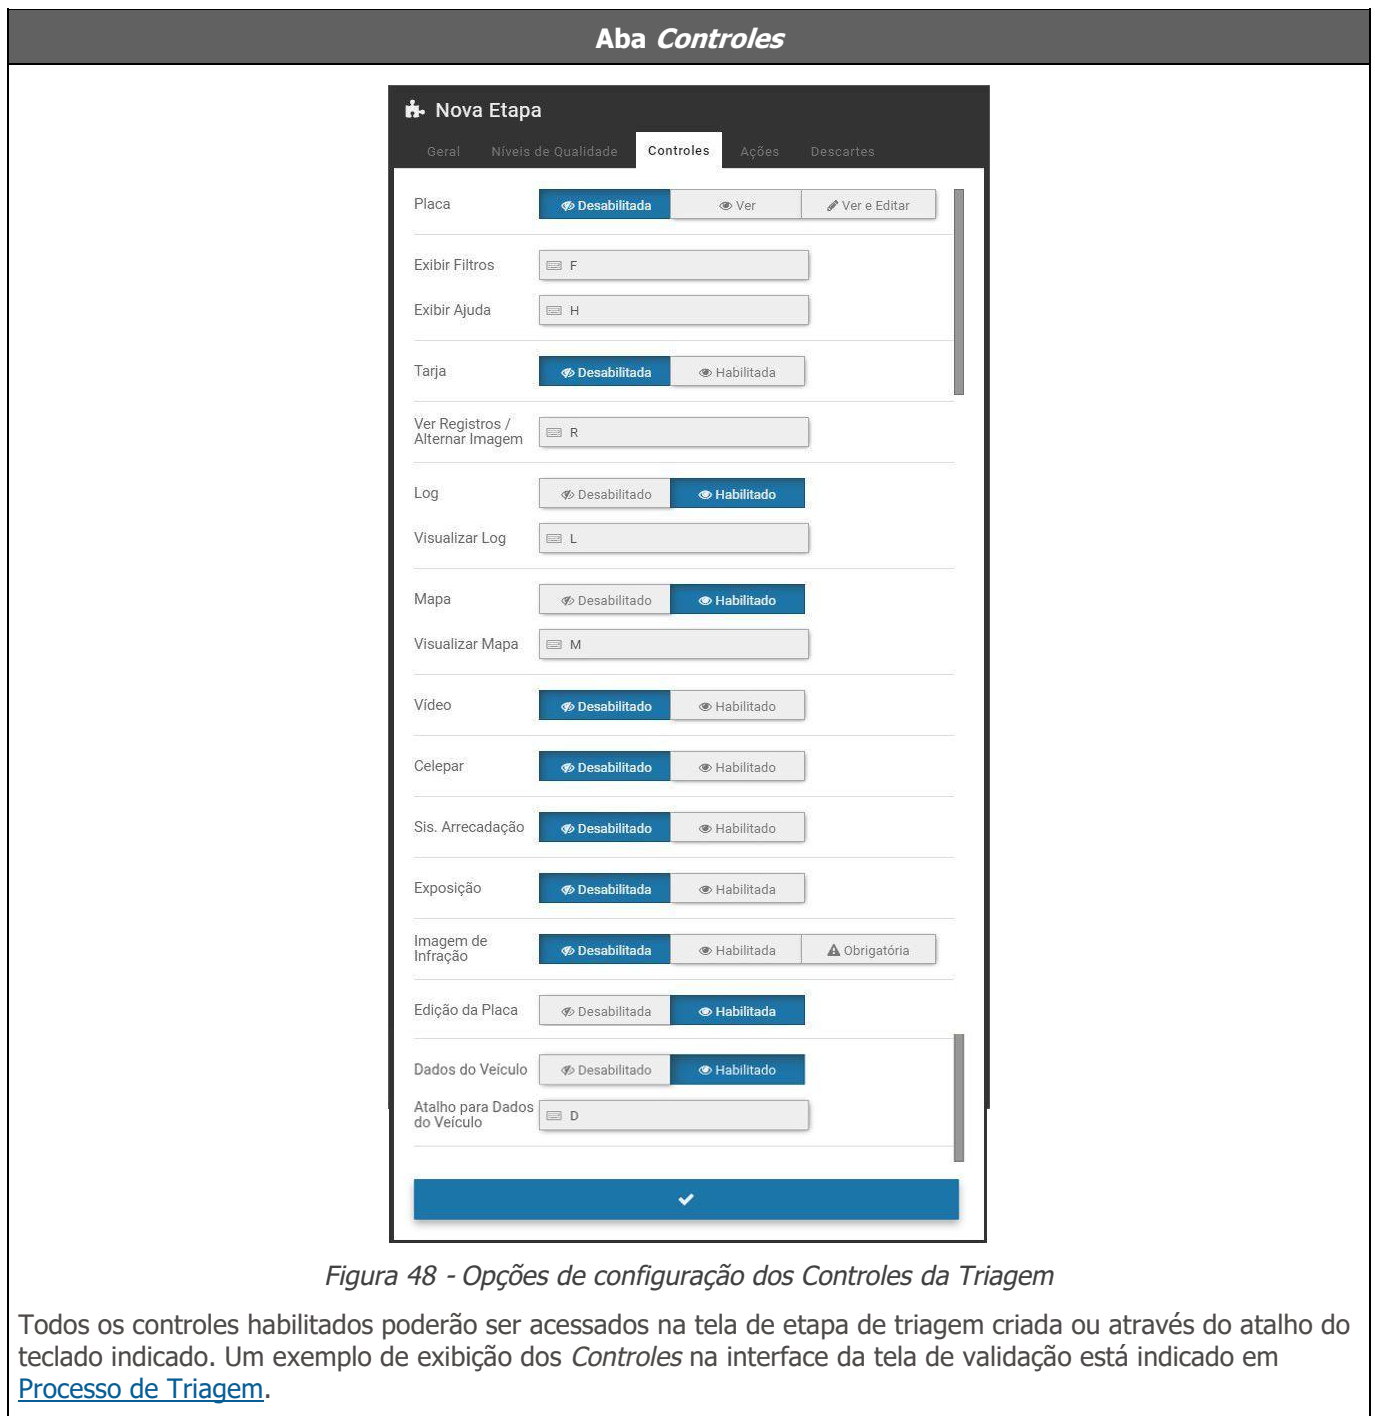 Aba Controles
Nova Etapa
Geral Níveis de Qualidade Controles Ações Descartes
Placa Desabilitada Ver Ver e Editar
Exibir Filtros F
Exibir Ajuda H
Tarja Desabilitada Habilitada
Ver Registros /
Alternar Imagem R
Log Desabilitado Habilitado
Visualizar Log L
Mapa Desabilitado Habilitado
Visualizar Mapa M
Vídeo Desabilitado Habilitado
Celepar Desabilitado Habilitado
Sis. Arrecadação Desabilitado Habilitado
Exposição Desabilitada Habilitada
Imagem de
Infração Desabilitada Habilitada Obrigatória
Edição da Placa Desabilitada Habilitada
Dados do Veículo Desabilitado Habilitado
Atalho para Dados
do Veículo D
Figura 48 - Opções de configuração dos Controles da Triagem
Todos os controles habilitados poderão ser acessados na tela de etapa de triagem criada ou através do atalho do
teclado indicado. Um exemplo de exibição dos Controles na interface da tela de validação está indicado em
Processo de Triagem.